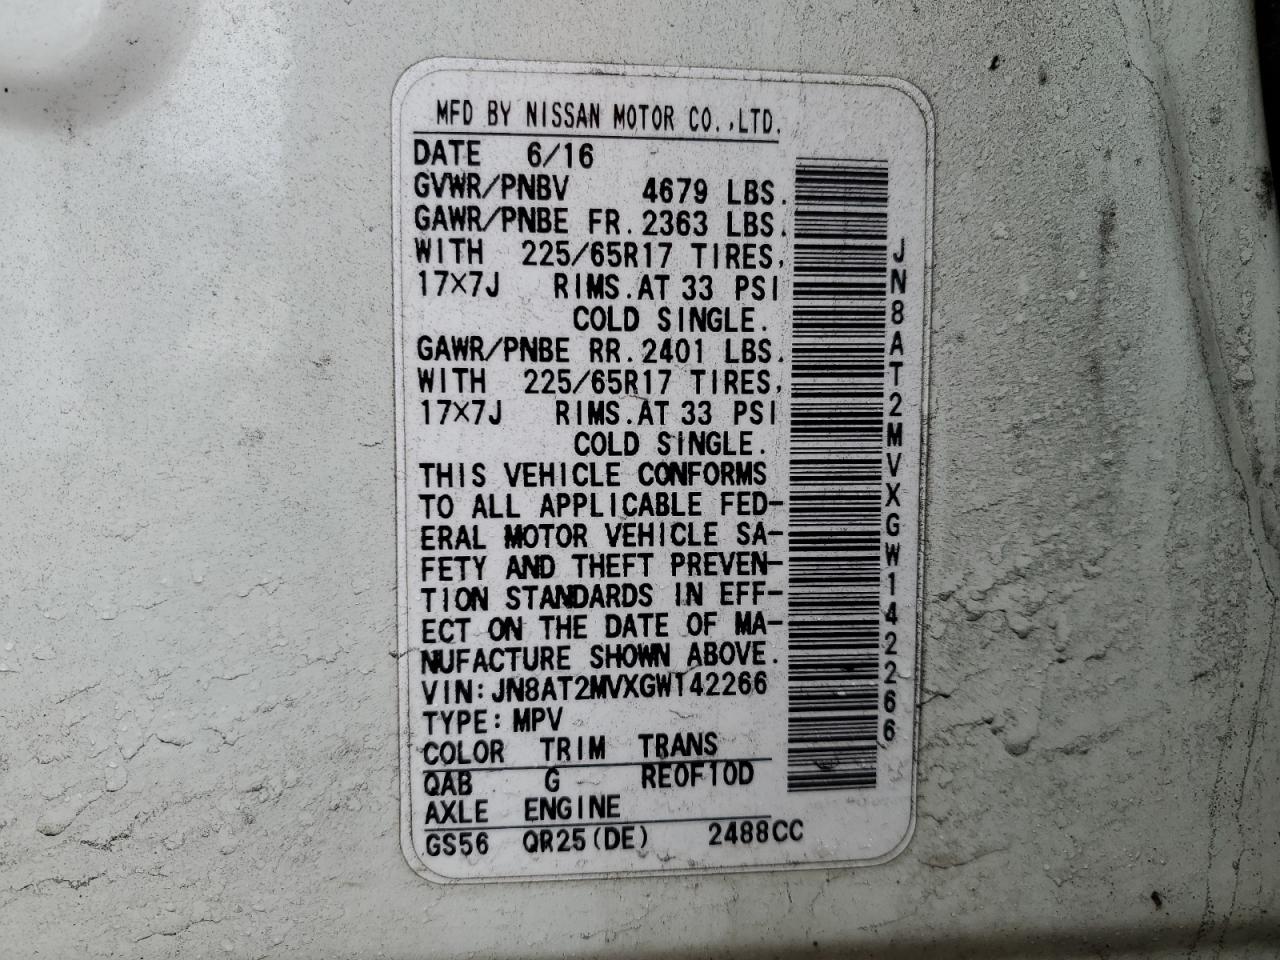 MFD BY NISSAN MOTOR CO.,LTD.
DATE 6/16
GVWR/PNBV 4679 LBS.
GAWR/PNBE FR. 2363 LBS.
WITH 225/65R17 TIRES,
17×7J RIMS. AT 33 PSI
COLD SINGLE.
GAWR/PNBE RR. 2401 LBS.
WITH 225/65R17 TIRES,
17×7J RIMS. AT 33 PSI
COLD SINGLE.
THIS VEHICLE CONFORMS
TO ALL APPLICABLE FED-
ERAL MOTOR VEHICLE SA-
FETY AND THEFT PREVEN-
TION STANDARDS IN EFF-
ECT ON THE DATE OF MA-
NUFACTURE SHOWN ABOVE.
VIN: JN8AT2MVXGW142266
TYPE: MPV
COLOR TRIM TRANS
QAB G RE0F10D
AXLE ENGINE
GS56 QR25(DE) 2488CC
JN8AT2MVXGW142266